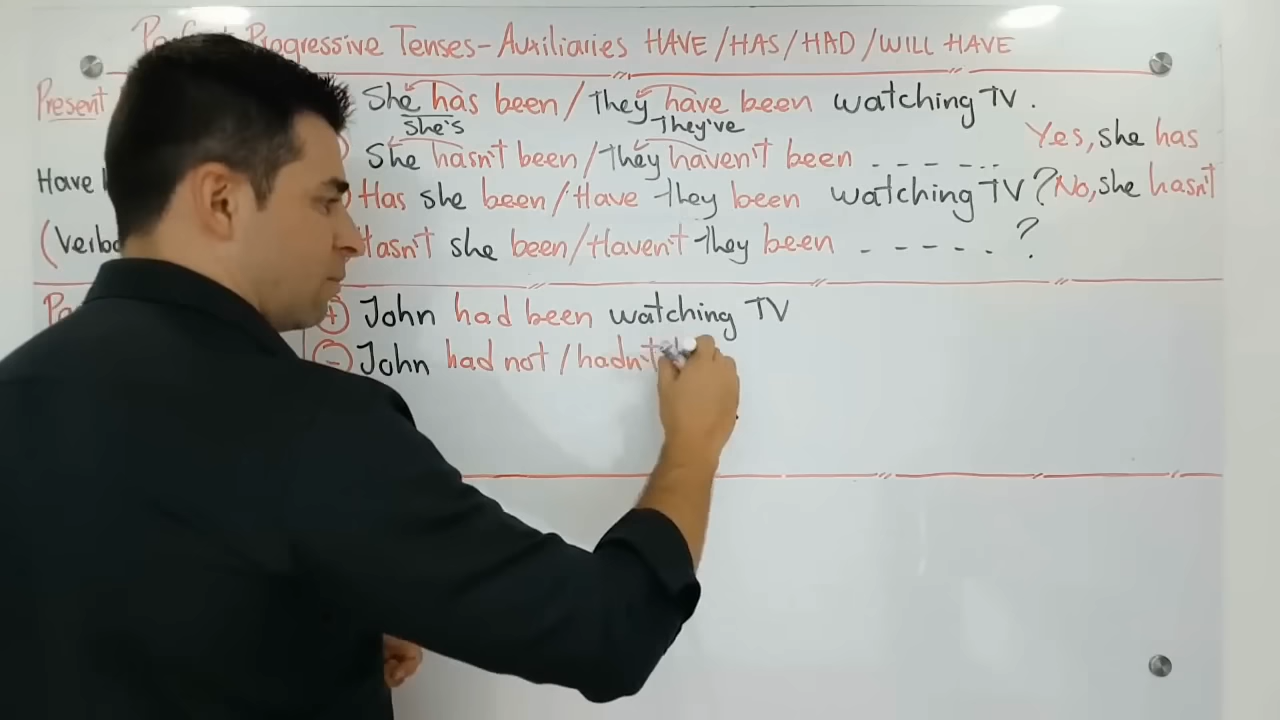 Progressive Tenses-Auxiliaries HAVE/HAS/HAD/WILL HAVE
Present
She has been/They have been watching TV.
She's They've
Yes, she has
She hasn't been/They haven't been _ _ _ _ _..
Have
Has she been/Have they been watching TV? No, she hasn't
Hasn't she been/Haven't they been _ _ _ _ _ ?
+ John had been watching TV
- John had not/hadn't